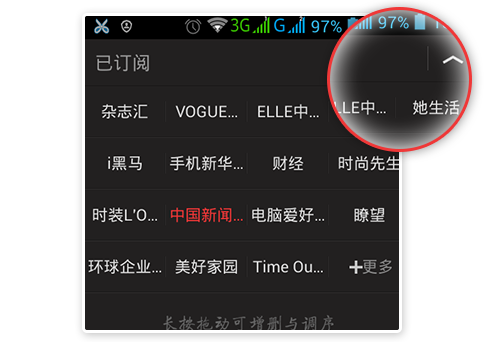 3G G 97% 97%
已订阅
杂志汇 VOGUE... ELLE中... LLE中... 她生活
i黑马 手机新华... 财经 时尚先生
时装L'O... 中国新闻... 电脑爱好... 瞭望
环球企业... 美好家园 Time Ou... +更多
长按拖动可增删与调序